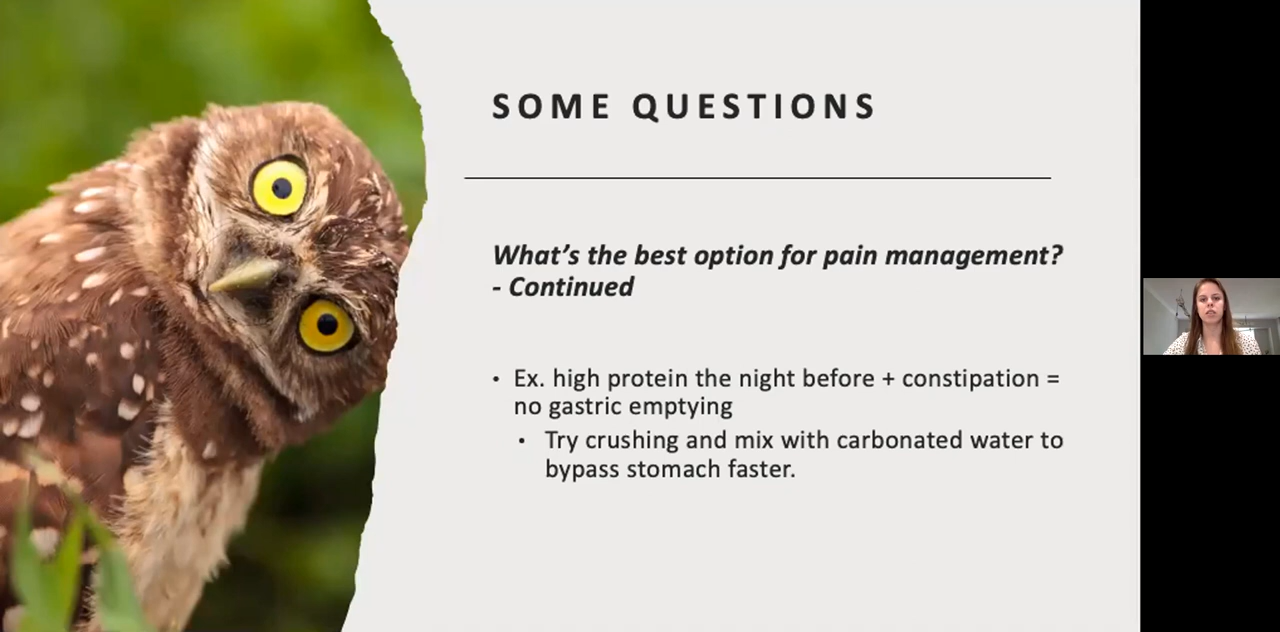 SOME QUESTIONS
What’s the best option for pain management?
- Continued
• Ex. high protein the night before + constipation =
no gastric emptying
• Try crushing and mix with carbonated water to
bypass stomach faster.